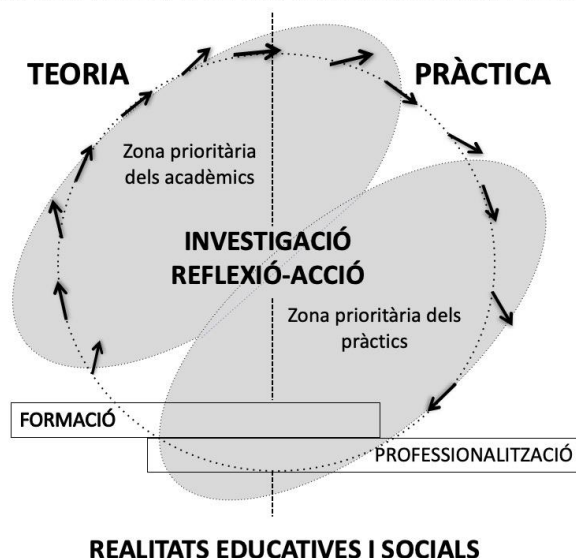 TEORIA
PRÀCTICA
Zona prioritària
dels acadèmics
INVESTIGACIÓ
REFLEXIÓ-ACCIÓ
Zona prioritària dels
pràctics
FORMACIÓ
PROFESSIONALITZACIÓ
REALITATS EDUCATIVES I SOCIALS